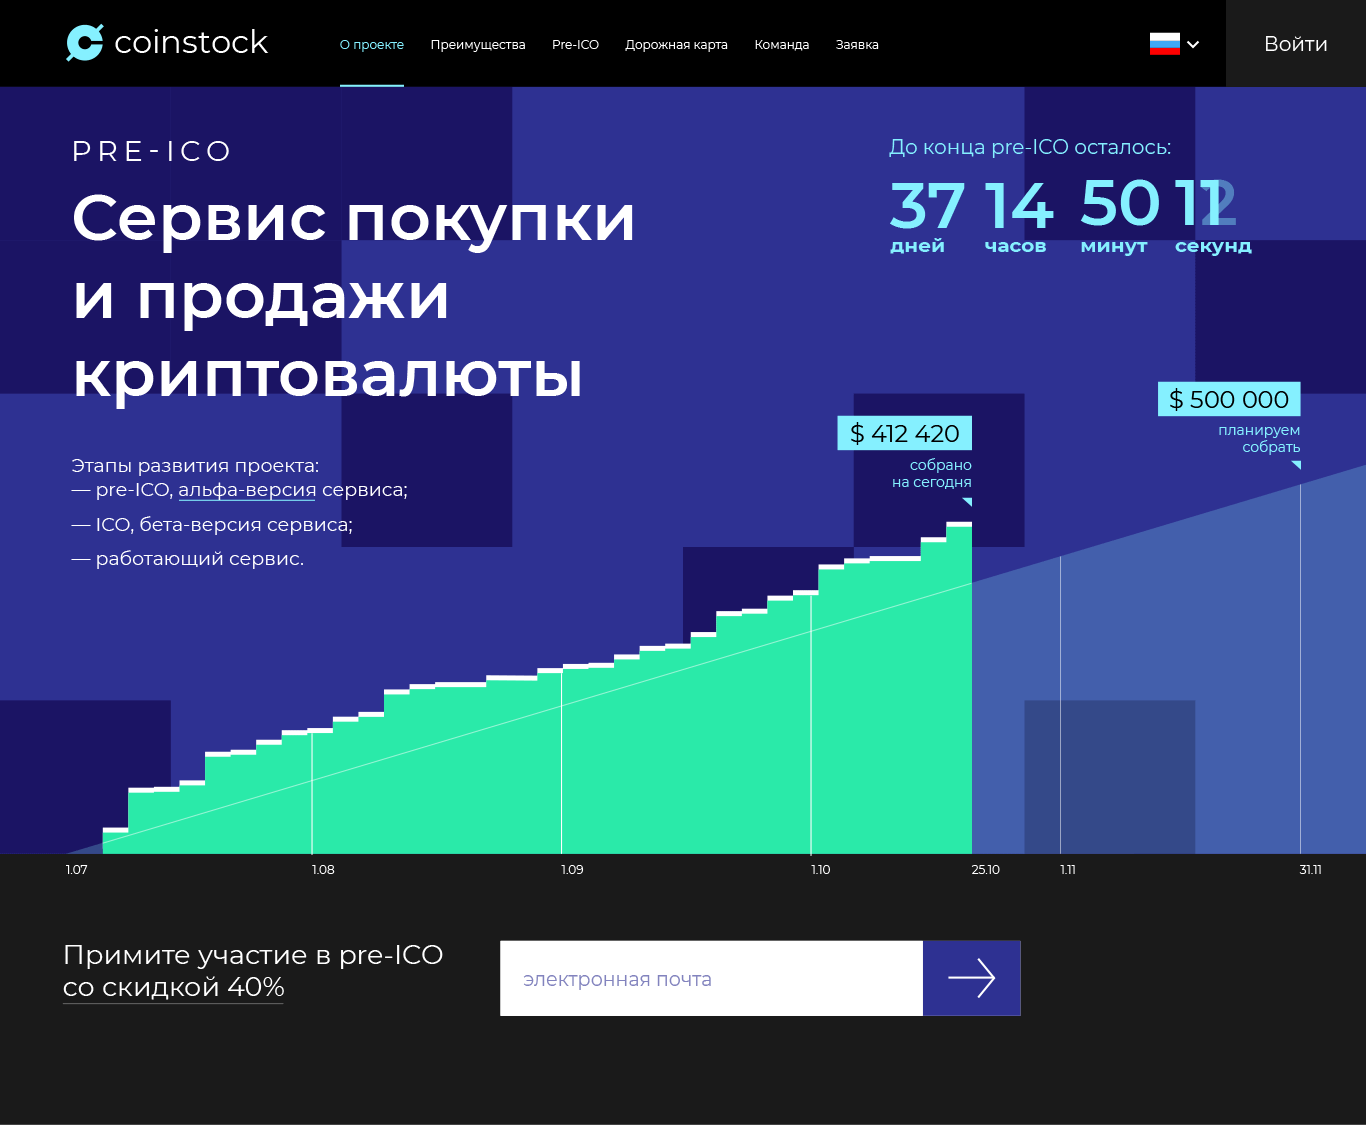 coinstock
О проекте Преимущества Pre-ICO Дорожная карта Команда Заявка
Войти
PRE-ICO
Сервис покупки
и продажи
криптовалюты
До конца pre-ICO осталось:
37 14 50 11
дней часов минут секунд
Этапы развития проекта:
— pre-ICO, альфа-версия сервиса;
— ICO, бета-версия сервиса;
— работающий сервис.
$ 412 420
собрано
на сегодня
$ 500 000
планируем
собрать
1.07 1.08 1.09 1.10 25.10 1.11 31.11
Примите участие в pre-ICO
со скидкой 40%
электронная почта